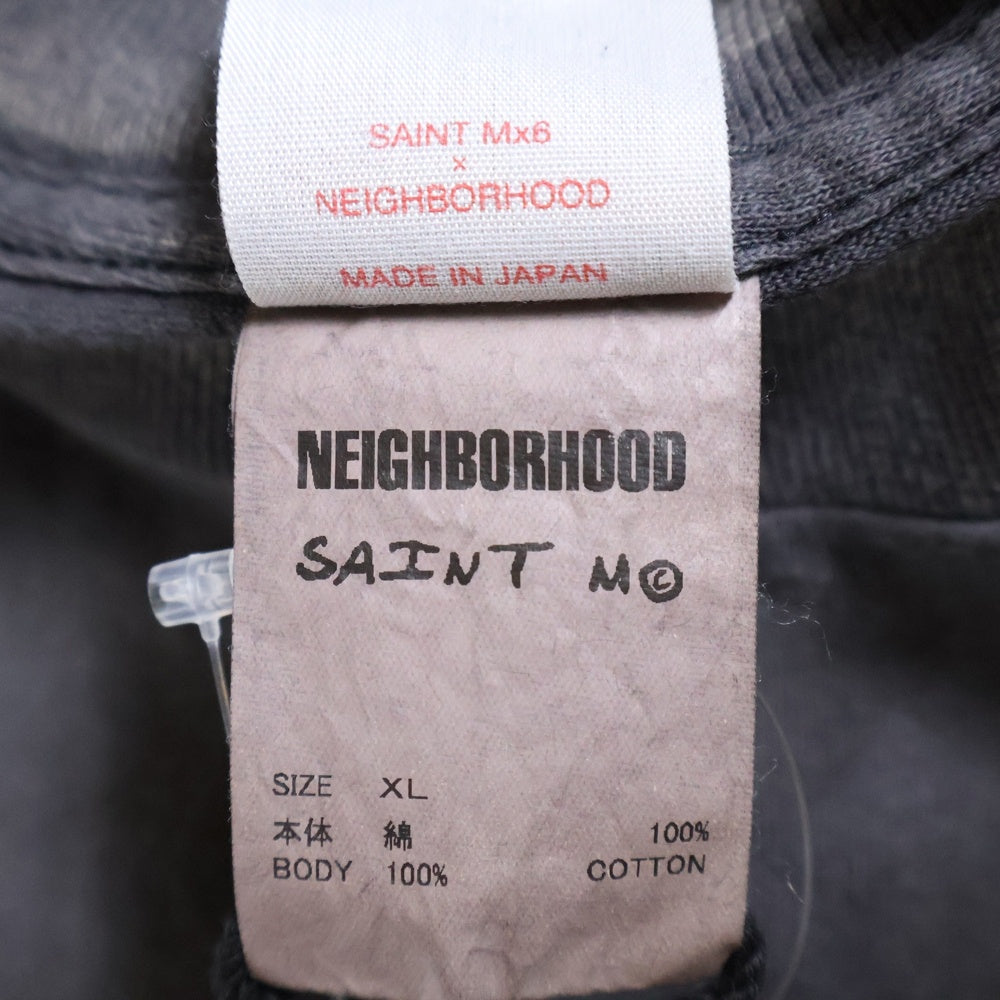 SAINT Mx6
×
NEIGHBORHOOD
MADE IN JAPAN
NEIGHBORHOOD
SAINT M©
SIZE XL
本体 綿 100%
BODY 100% COTTON